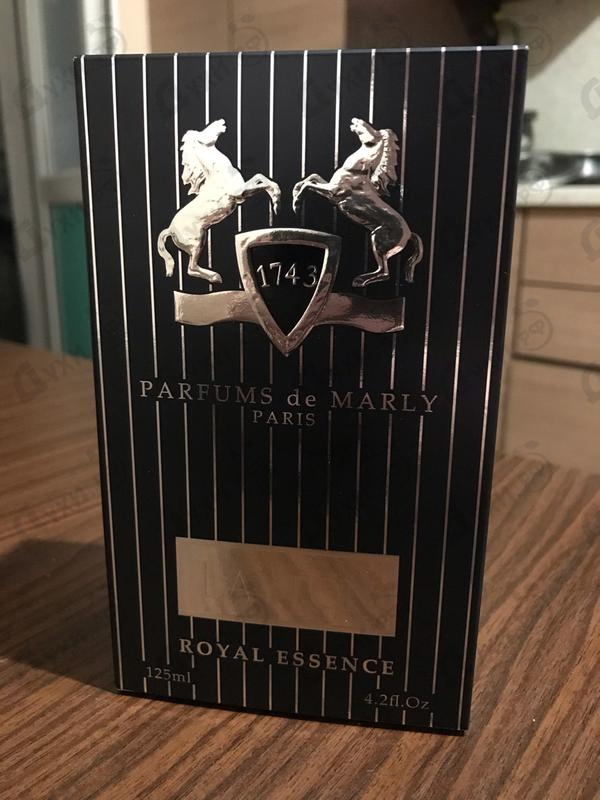 1743
PARFUMS de MARLY
PARIS
ROYAL ESSENCE
125ml
4.2fl.Oz